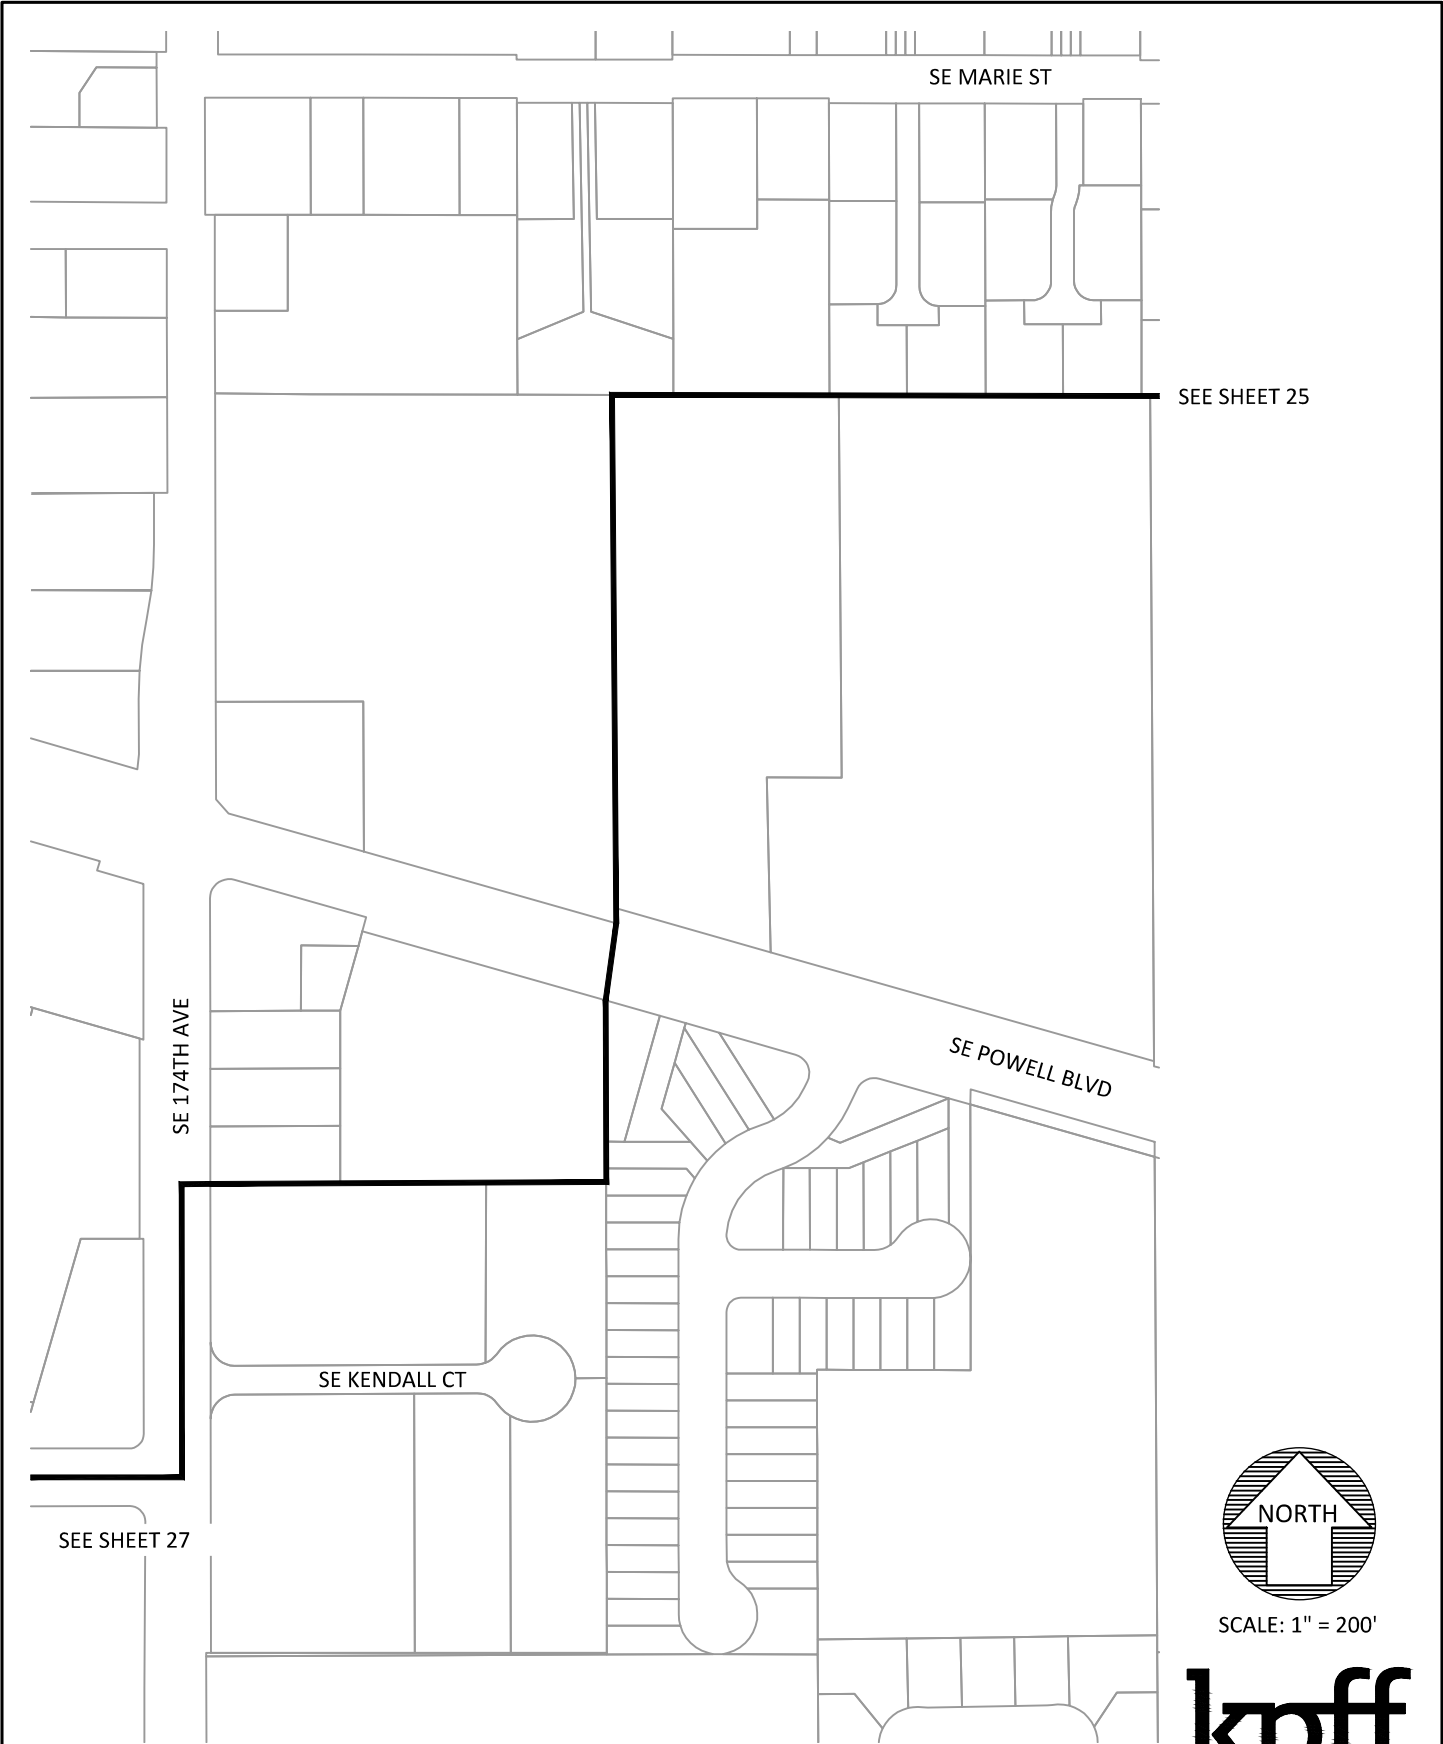 SE MARIE ST
SEE SHEET 25
SE 174TH AVE
SE POWELL BLVD
SE KENDALL CT
NORTH
SEE SHEET 27
SCALE: 1" = 200'
kpff